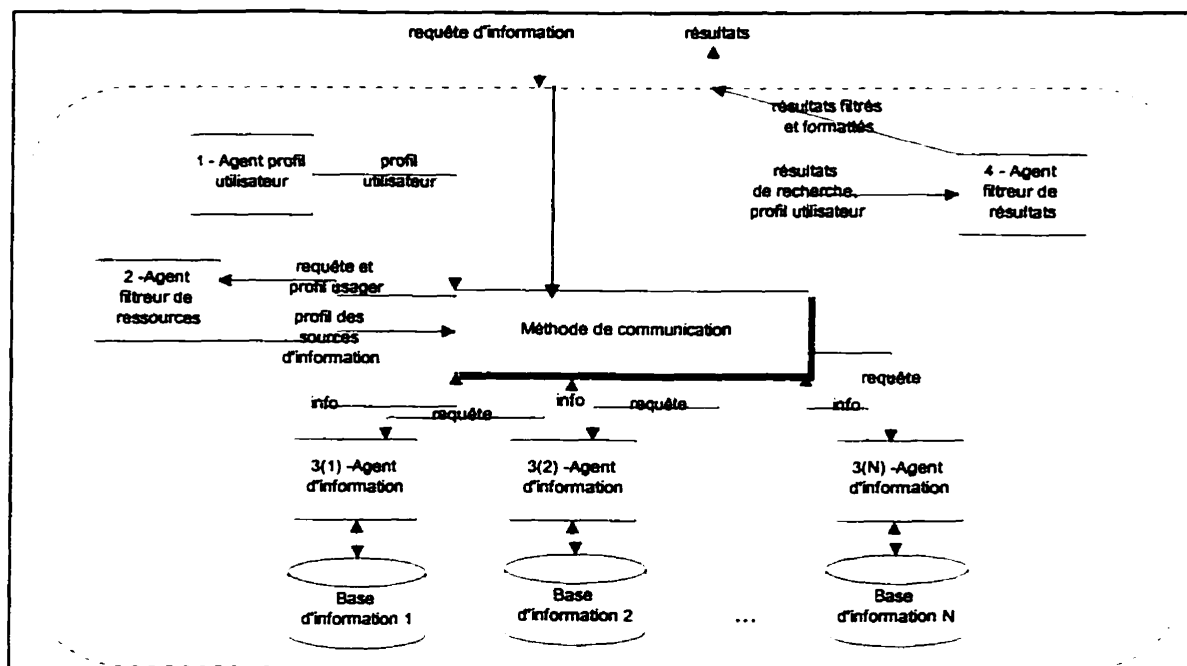 requête d'information
résultats
résultats filtrés
et formattés
1 - Agent profil
utilisateur
profil
utilisateur
résultats
de recherche,
profil utilisateur
4 - Agent
filtreur de
résultats
2 -Agent
filtreur de
ressources
requête et
profil usager
profil des
sources
d'information
Méthode de communication
requête
info
requête
info
requête
info
3(1) -Agent
d'information
3(2) -Agent
d'information
3(N) -Agent
d'information
Base
d'information 1
Base
d'information 2
...
Base
d'information N